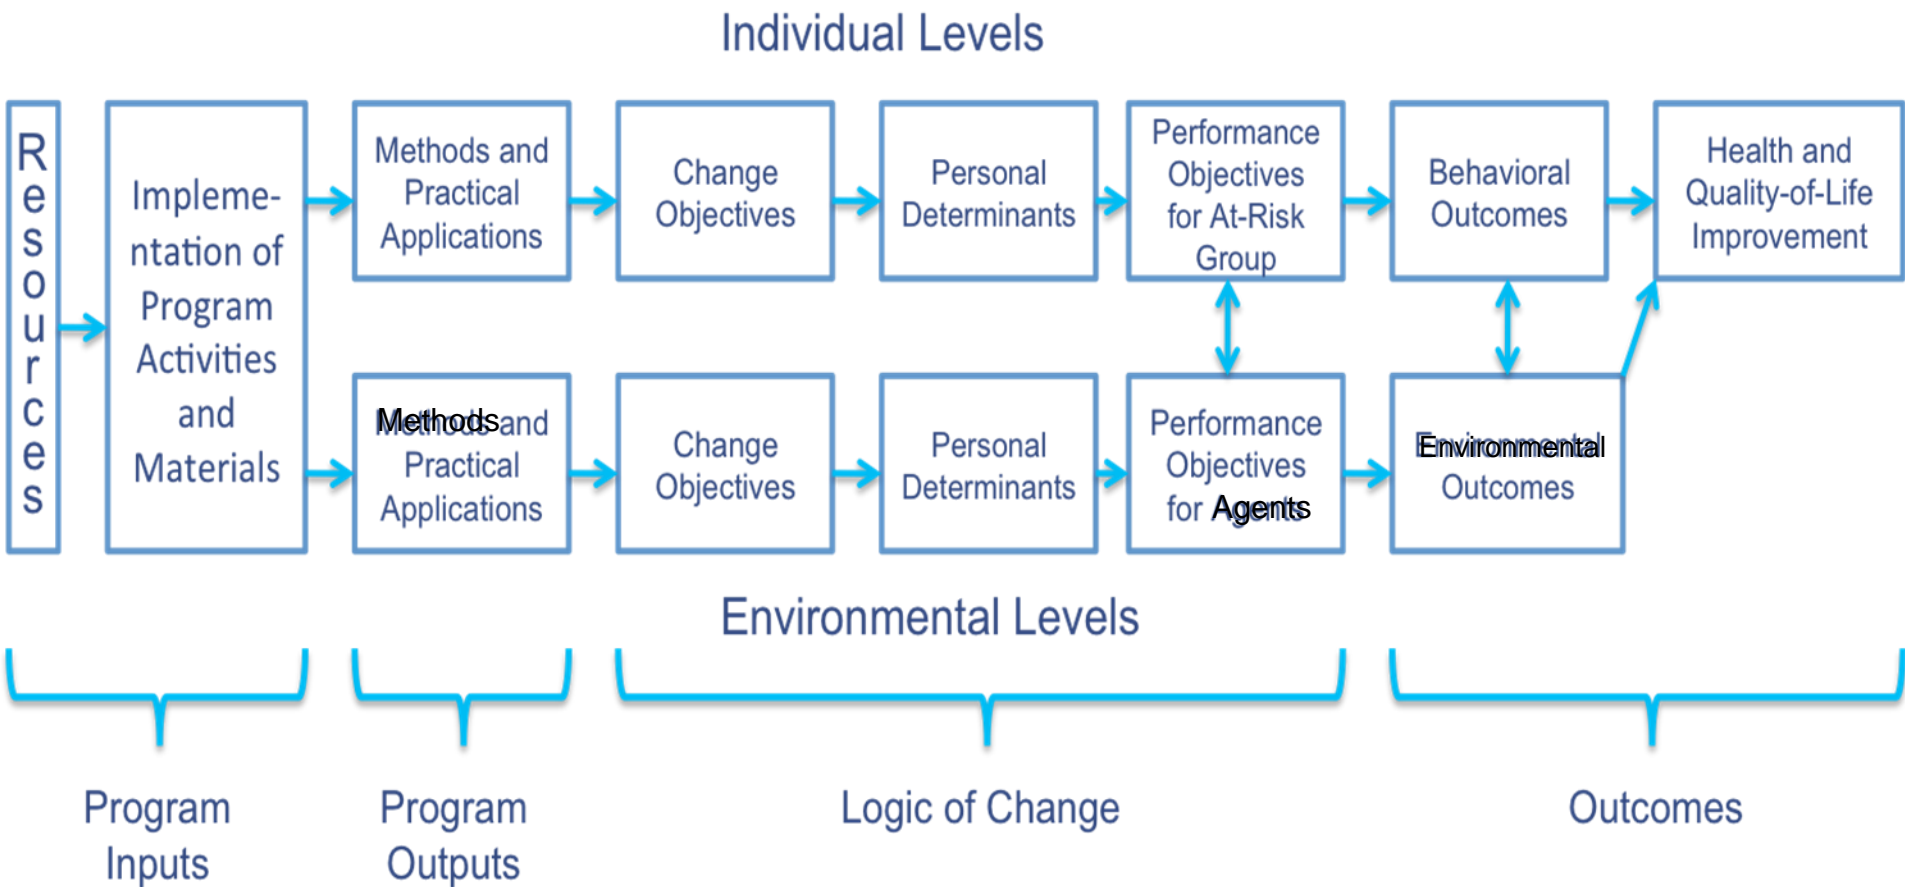 Individual Levels
Resources
Impleme-
ntation of
Program
Activities
and
Materials
Methods and
Practical
Applications
Change
Objectives
Personal
Determinants
Performance
Objectives
for At-Risk
Group
Behavioral
Outcomes
Health and
Quality-of-Life
Improvement
Methods and
Practical
Applications
Change
Objectives
Personal
Determinants
Performance
Objectives
for Agents
Environmental
Outcomes
Environmental Levels
Program
Inputs
Program
Outputs
Logic of Change
Outcomes